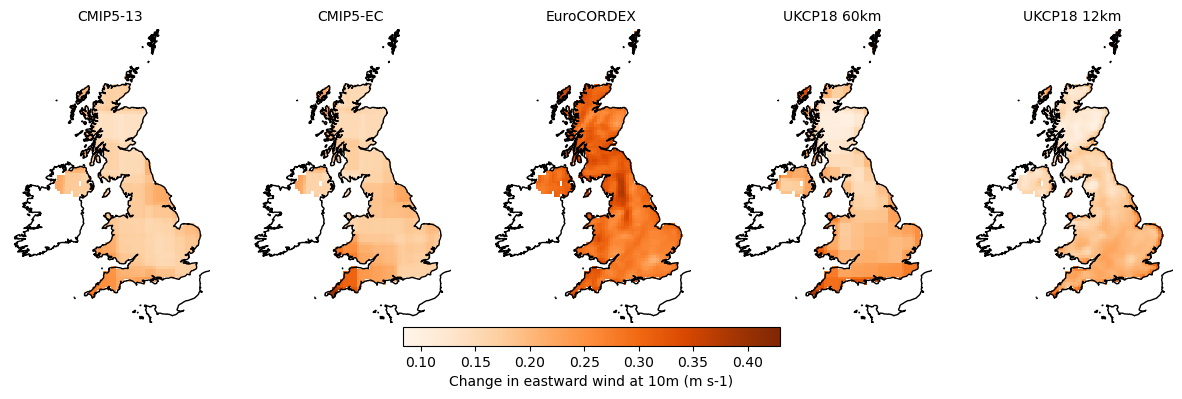 CMIP5-13 CMIP5-EC EuroCORDEX UKCP18 60km UKCP18 12km
0.10 0.15 0.20 0.25 0.30 0.35 0.40
Change in eastward wind at 10m (m s-1)